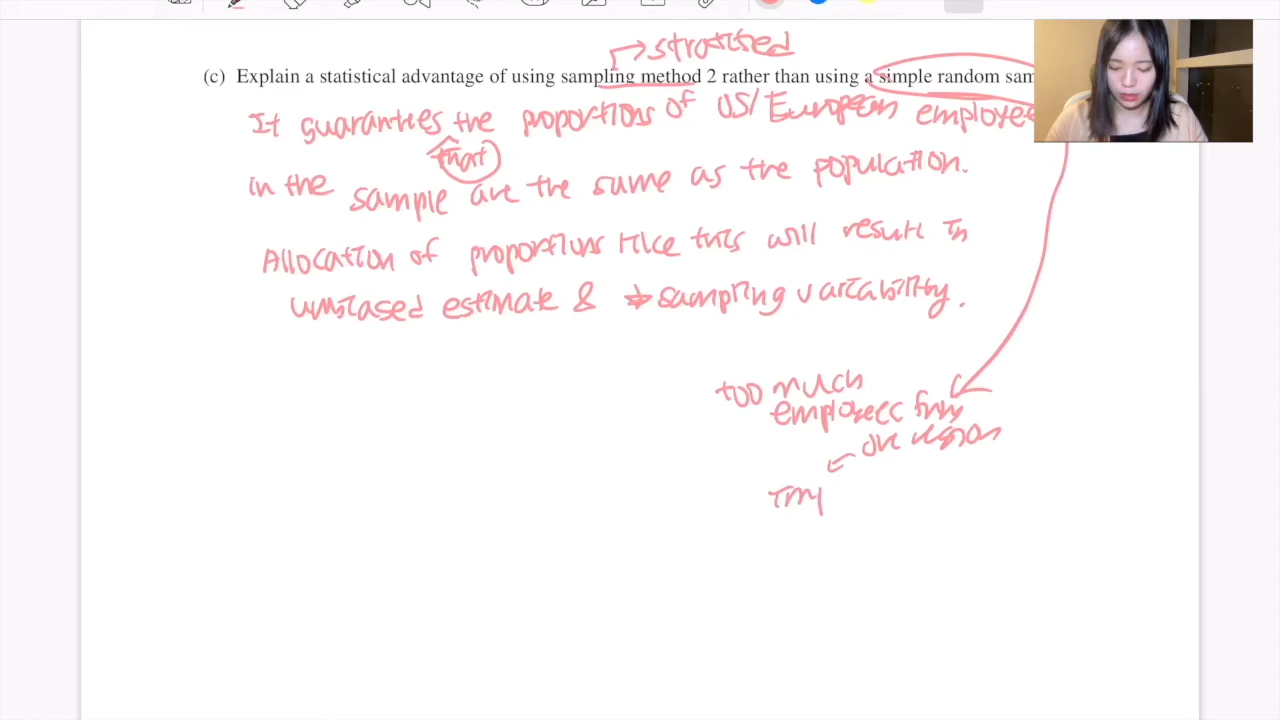 →stratified
(c) Explain a statistical advantage of using sampling method 2 rather than using a simple random sam
It guaranties the proportions of US/European employees
that
in the sample are the same as the population.
Allocation of proportions like this will result in
unbiased estimate & ↓ sampling variability.
too much
employees from
one region